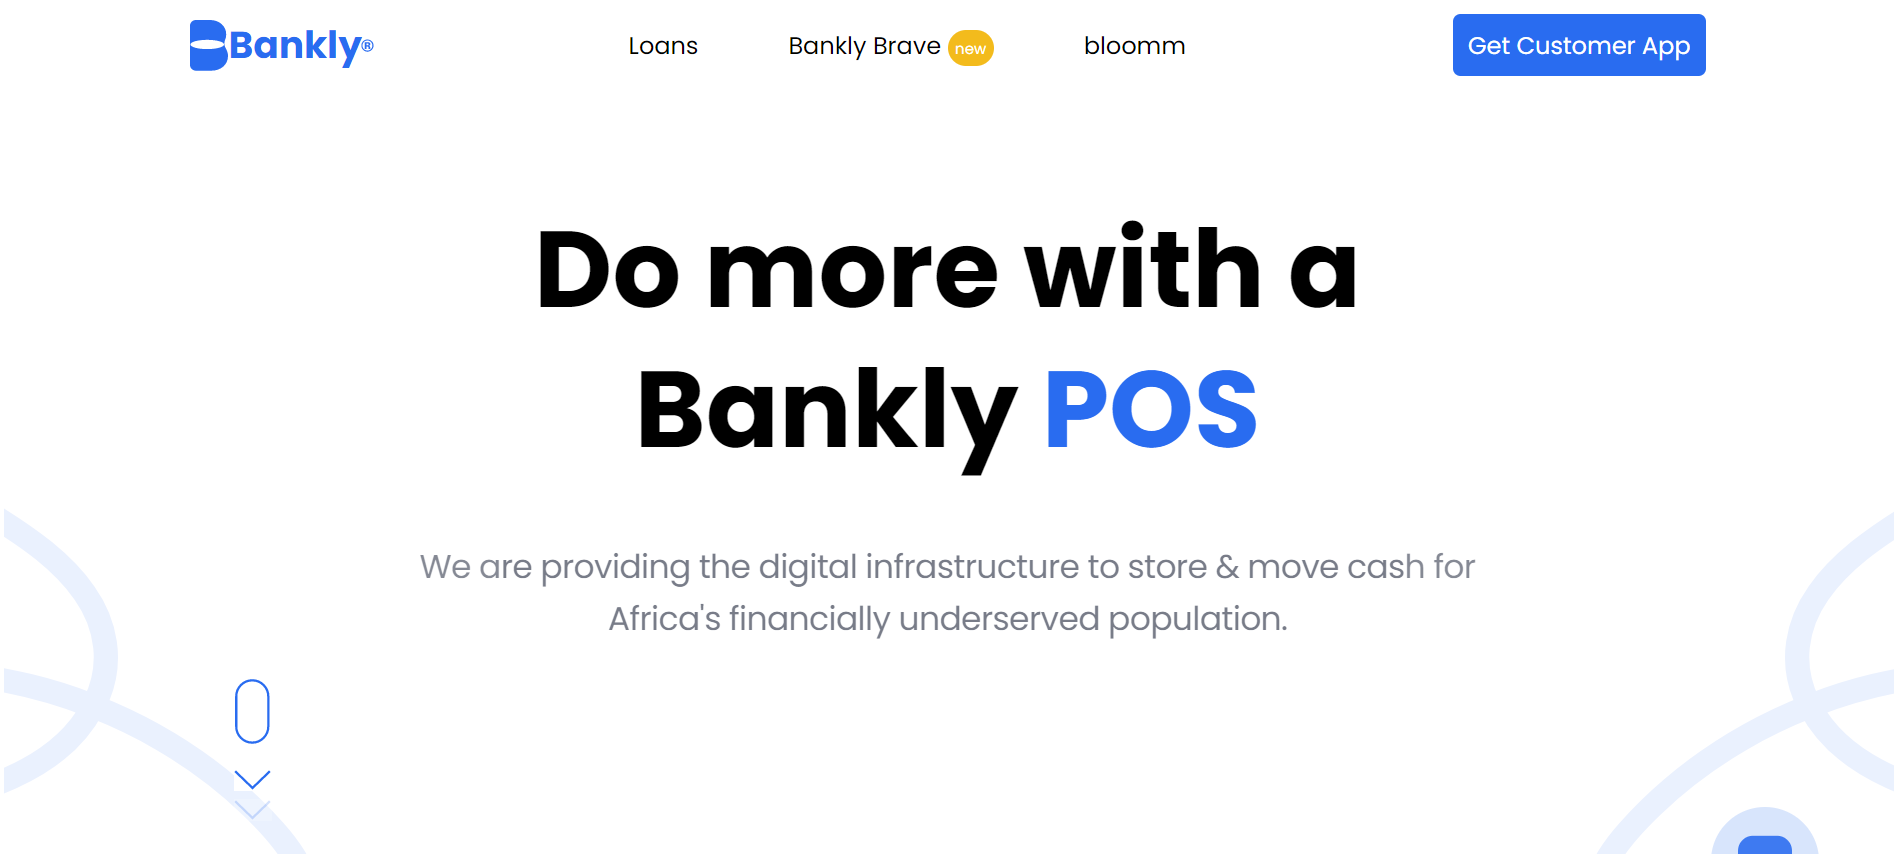 Bankly®
Loans
Bankly Brave new
bloomm
Get Customer App
Do more with a
Bankly POS
We are providing the digital infrastructure to store & move cash for
Africa's financially underserved population.